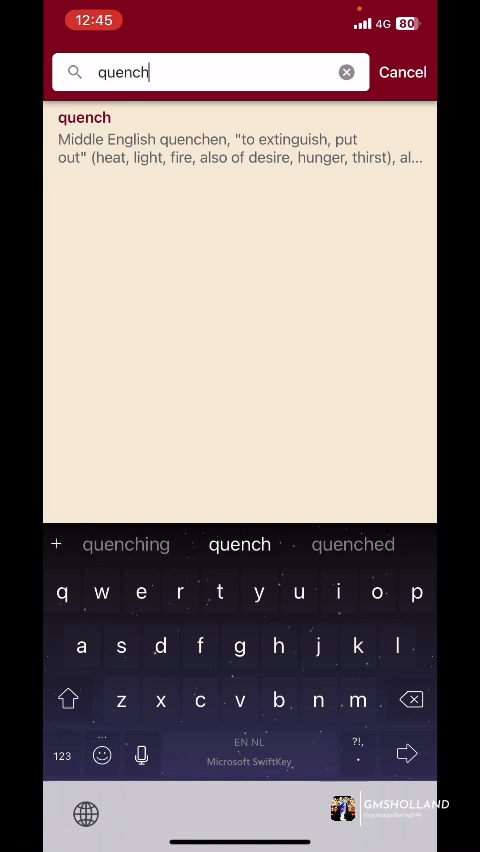 12:45
4G 80
quench
Cancel
quench
Middle English quenchen, "to extinguish, put
out" (heat, light, fire, also of desire, hunger, thirst), al...
+ quenching quench quenched
q w e r t y u i o p
a s d f g h j k l
z x c v b n m
123
... 
EN NL
Microsoft SwiftKey
?!,
.
GMSHOLLAND